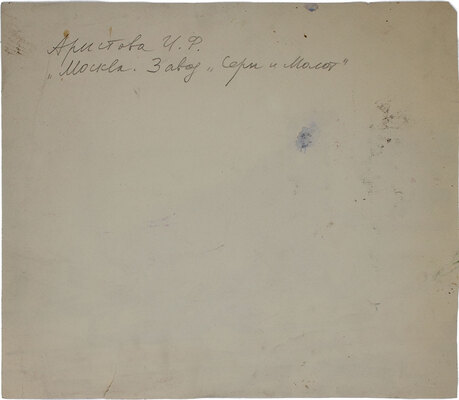 Аристова И. Ф.
„Москва. Завод „Серп и Молот"